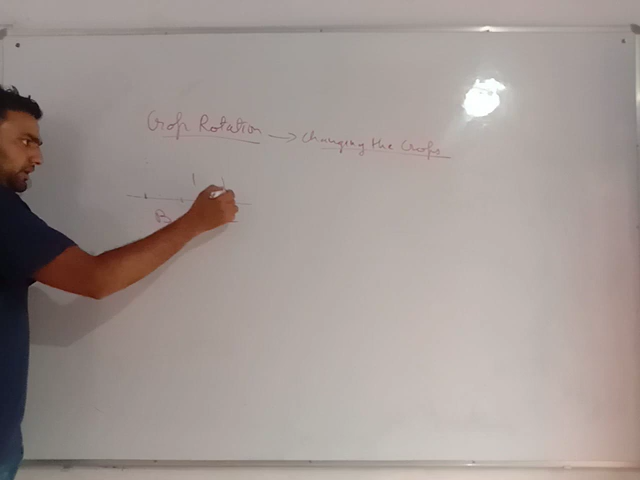 Crop Rotation → Changing the Crops
B